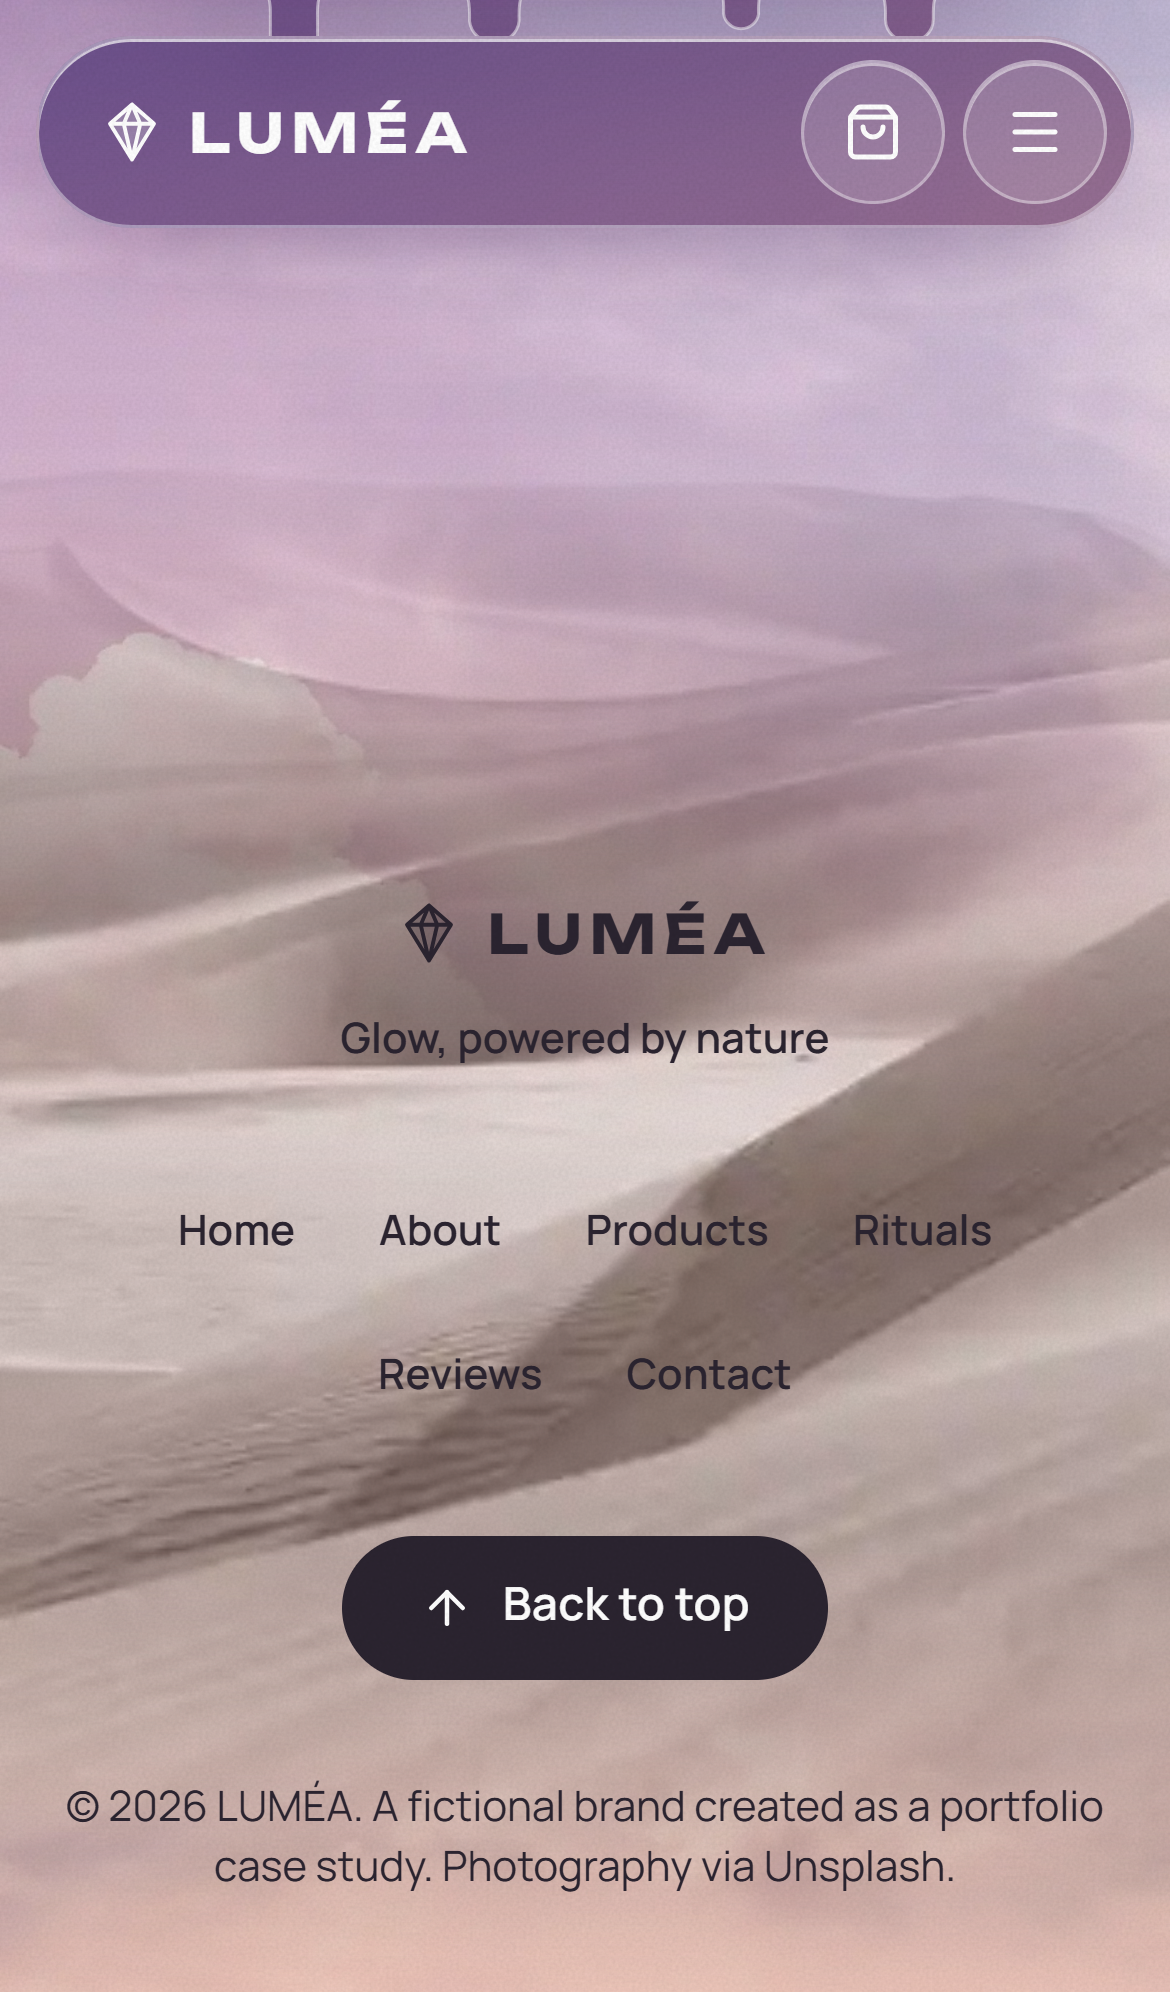 LUMÉA
LUMÉA
Glow, powered by nature
Home About Products Rituals
Reviews Contact
Back to top
© 2026 LUMÉA. A fictional brand created as a portfolio
case study. Photography via Unsplash.